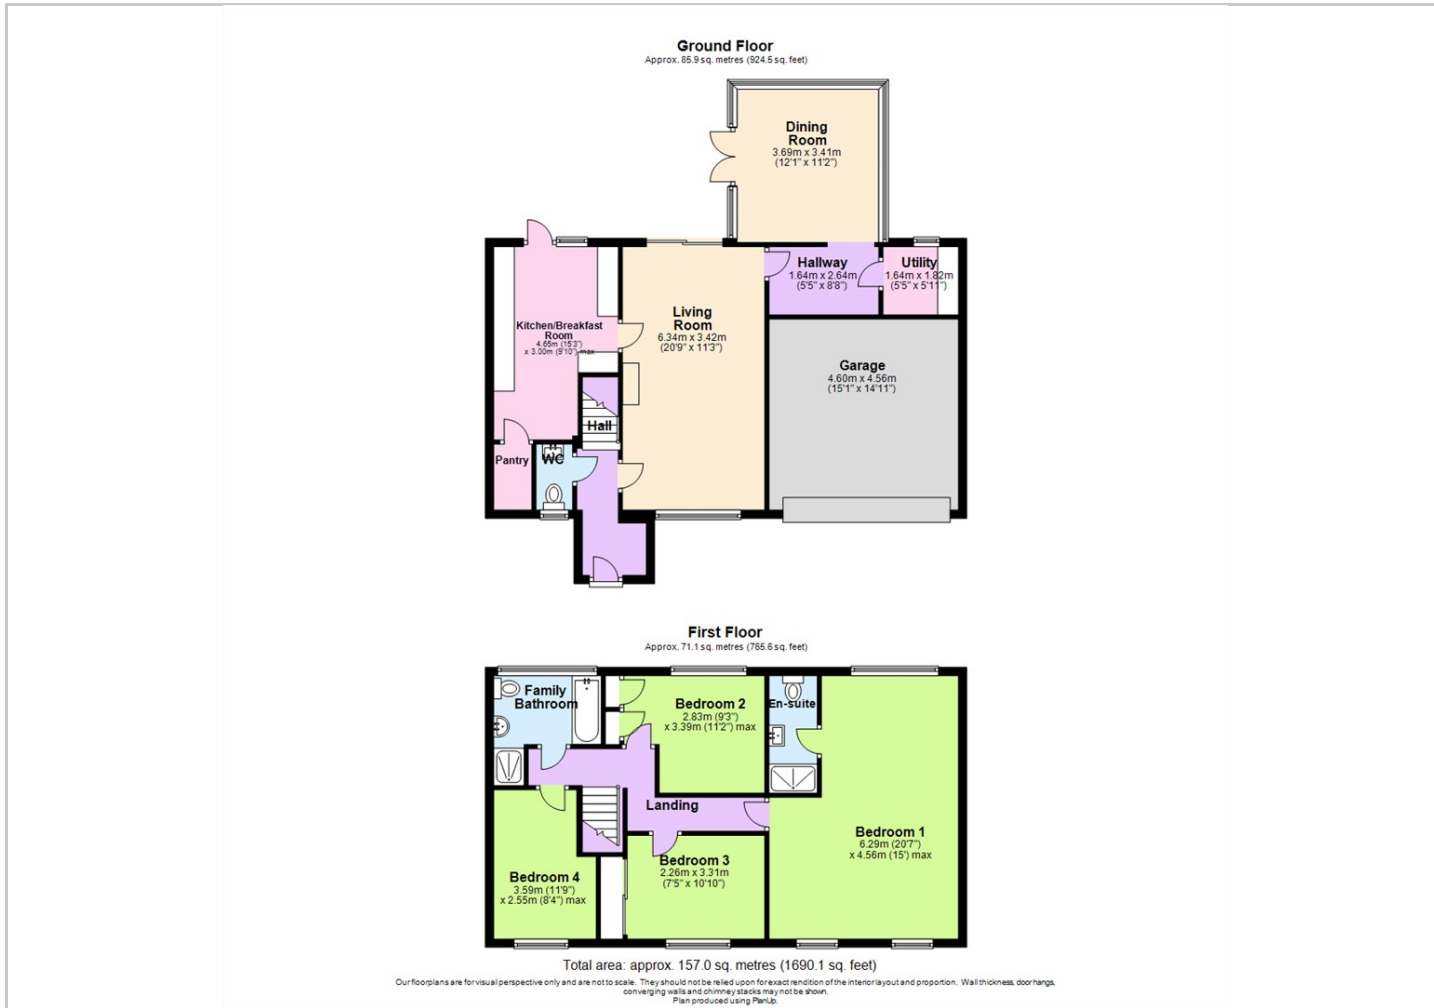 Ground Floor
Approx. 85.9 sq. metres (924.5 sq. feet)
Dining
Room
3.69m x 3.41m
(12'1" x 11'2")
Hallway
1.64m x 2.64m
(5'5" x 8'8")
Utility
1.64m x 1.82m
(5'5" x 5'11")
Living
Room
6.34m x 3.42m
(20'9" x 11'3")
Kitchen/Breakfast
Room
4.65m (15'3")
x 3.00m (9'10") max
Garage
4.60m x 4.56m
(15'1" x 14'11")
Hall
Pantry
WC
First Floor
Approx. 71.1 sq. metres (765.6 sq. feet)
Family
Bathroom
Bedroom 2
2.83m (9'3")
x 3.39m (11'2") max
En-suite
Landing
Bedroom 1
6.29m (20'7")
x 4.56m (15') max
Bedroom 3
2.26m x 3.31m
(7'5" x 10'10")
Bedroom 4
3.59m (11'9")
x 2.55m (8'4") max
Total area: approx. 157.0 sq. metres (1690.1 sq. feet)
Our floorplans are for visual perspective only and are not to scale. They should not be relied upon for exact rendition of the interior layout and proportion. Wall thickness, door hangs,
converging walls and chimney stacks may not be shown.
Plan produced using PlanUp.